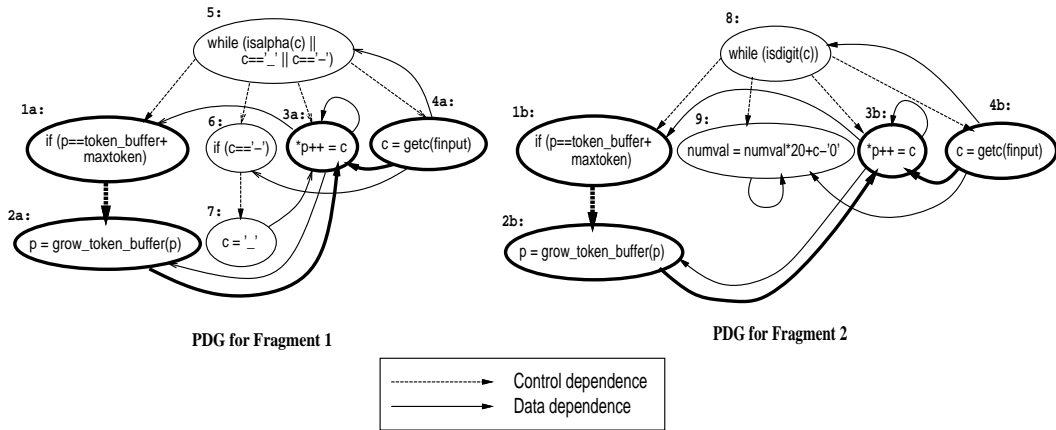 5:
while (isalpha(c) ||
c=='_' || c=='−')
1a:
if (p==token_buffer+
maxtoken)
6:
if (c=='−')
3a:
*p++ = c
4a:
c = getc(finput)
7:
c = '_'
2a:
p = grow_token_buffer(p)
PDG for Fragment 1
8:
while (isdigit(c))
1b:
if (p==token_buffer+
maxtoken)
9:
numval = numval*20+c−'0'
3b:
*p++ = c
4b:
c = getc(finput)
2b:
p = grow_token_buffer(p)
PDG for Fragment 2
Control dependence
Data dependence